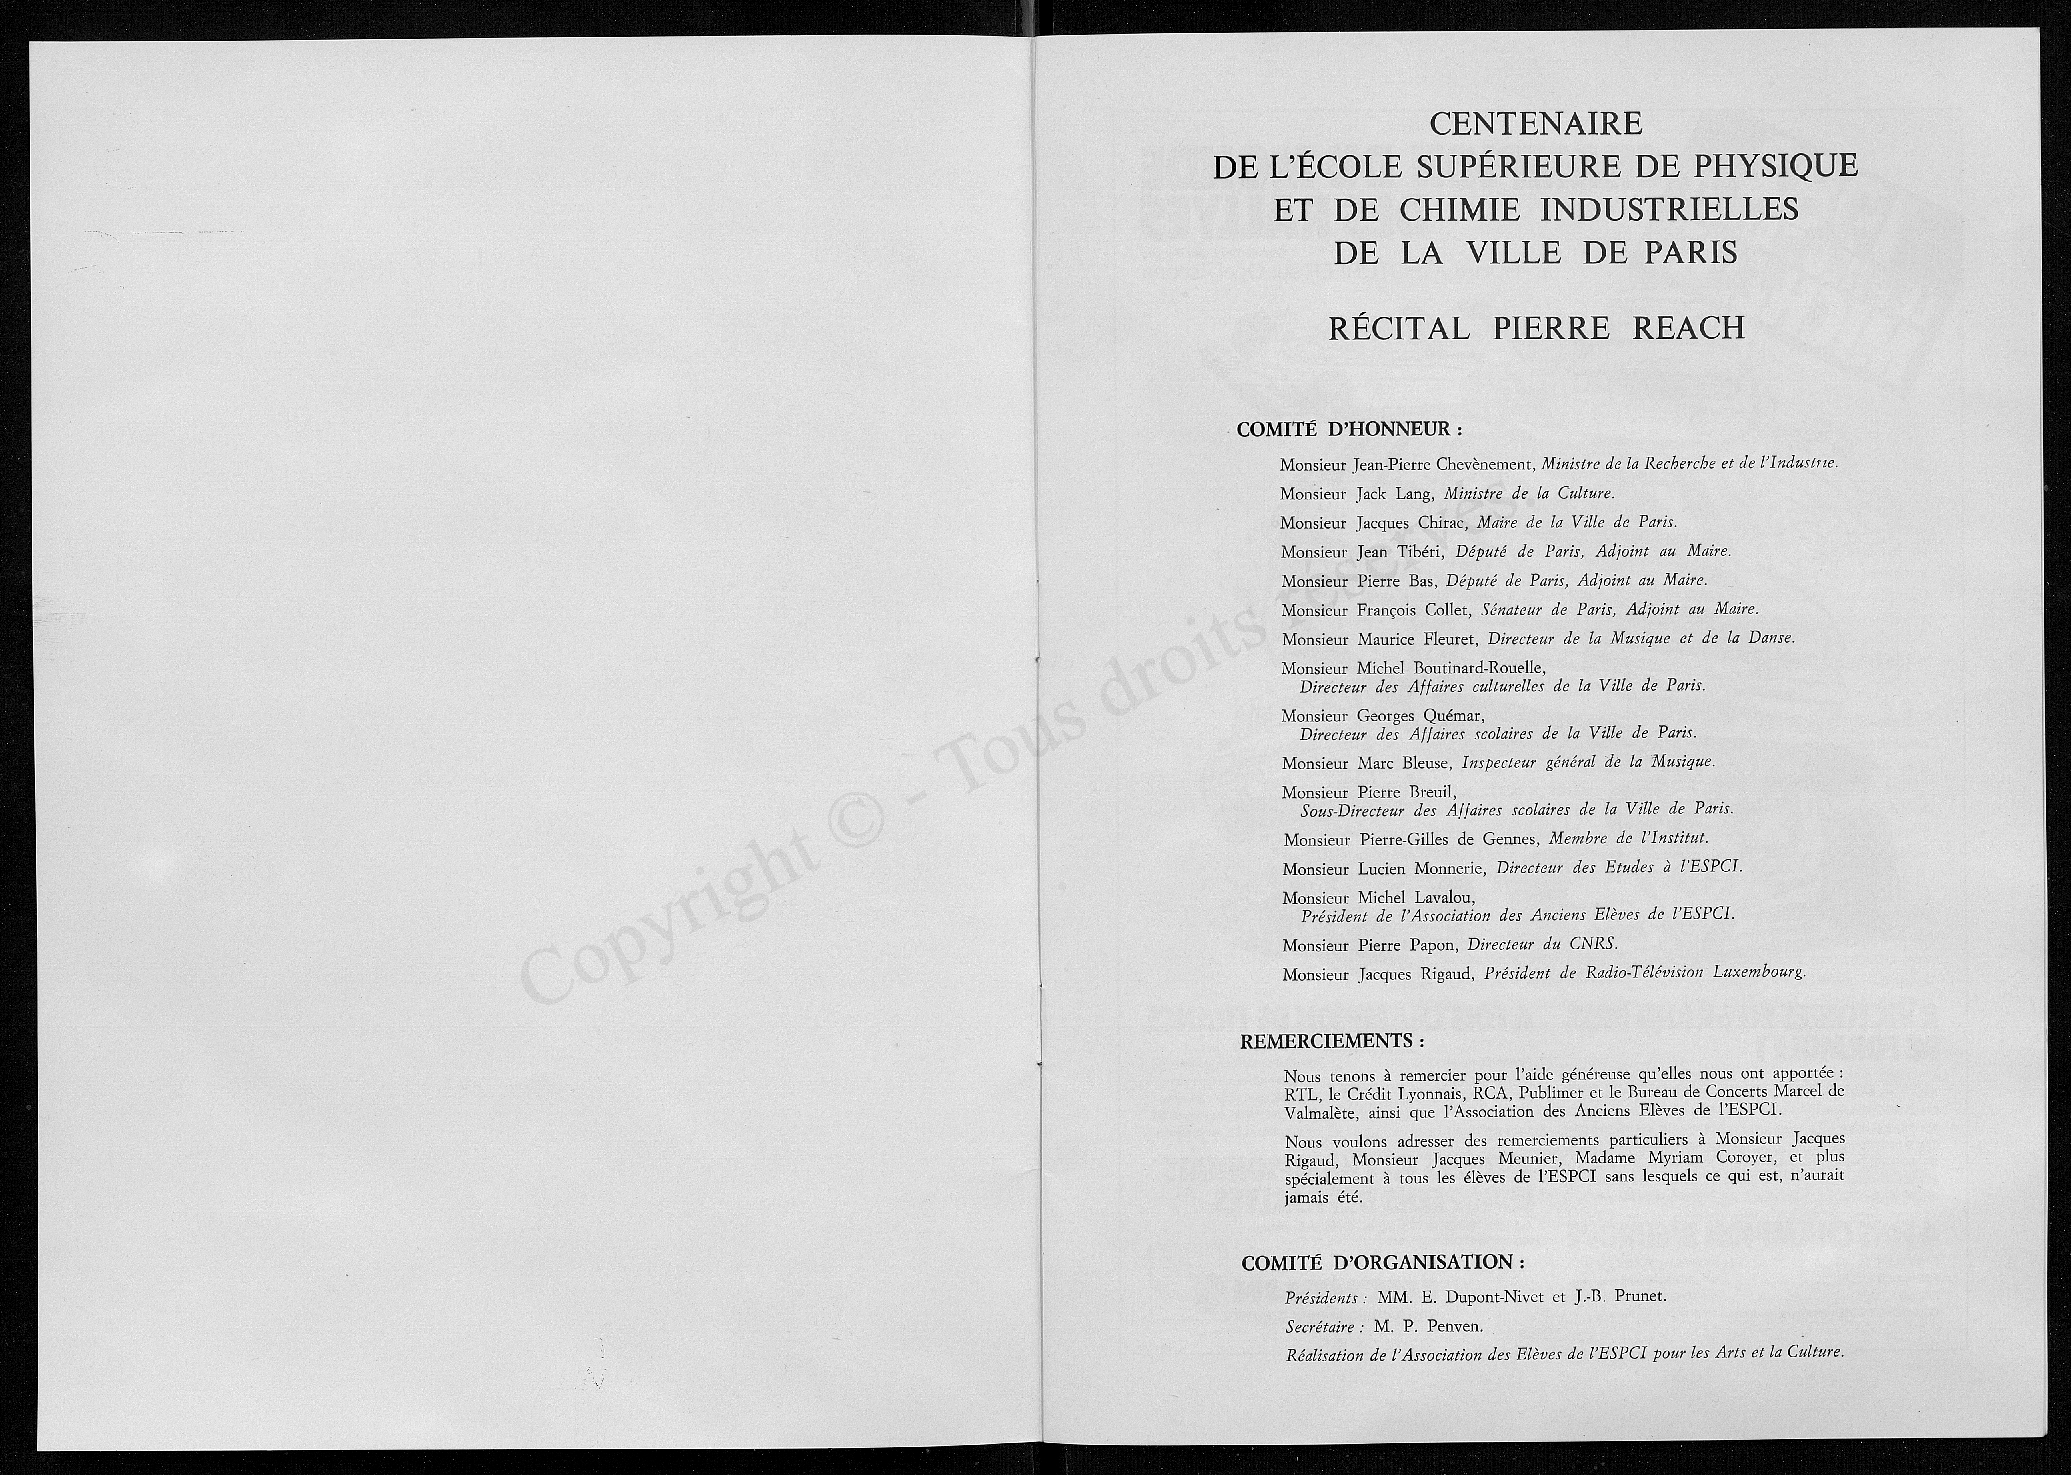 CENTENAIRE
DE L'ÉCOLE SUPÉRIEURE DE PHYSIQUE
ET DE CHIMIE INDUSTRIELLES
DE LA VILLE DE PARIS
RÉCITAL PIERRE REACH
COMITÉ D'HONNEUR :
Monsieur Jean-Pierre Chevènement, Ministre de la Recherche et de l'Industrie.
Monsieur Jack Lang, Ministre de la Culture.
Monsieur Jacques Chirac, Maire de la Ville de Paris.
Monsieur Jean Tibéri, Député de Paris, Adjoint au Maire.
Monsieur Pierre Bas, Député de Paris, Adjoint au Maire.
Monsieur François Collet, Sénateur de Paris, Adjoint au Maire.
Monsieur Maurice Fleuret, Directeur de la Musique et de la Danse.
Monsieur Michel Boutinard-Rouelle,
Directeur des Affaires culturelles de la Ville de Paris.
Monsieur Georges Quémar,
Directeur des Affaires scolaires de la Ville de Paris.
Monsieur Marc Bleuse, Inspecteur général de la Musique.
Monsieur Pierre Breuil,
Sous-Directeur des Affaires scolaires de la Ville de Paris.
Monsieur Pierre-Gilles de Gennes, Membre de l'Institut.
Monsieur Lucien Monnerie, Directeur des Etudes à l'ESPCI.
Monsieur Michel Lavalou,
Président de l'Association des Anciens Elèves de l'ESPCI.
Monsieur Pierre Papon, Directeur du CNRS.
Monsieur Jacques Rigaud, Président de Radio-Télévision Luxembourg.
REMERCIEMENTS :
Nous tenons à remercier pour l'aide généreuse qu'elles nous ont apportée :
RTL, le Crédit Lyonnais, RCA, Publimer et le Bureau de Concerts Marcel de
Valmalète, ainsi que l'Association des Anciens Elèves de l'ESPCI.
Nous voulons adresser des remerciements particuliers à Monsieur Jacques
Rigaud, Monsieur Jacques Meunier, Madame Myriam Coroyer, et plus
spécialement à tous les élèves de l'ESPCI sans lesquels ce qui est, n'aurait
jamais été.
COMITÉ D'ORGANISATION :
Présidents : MM. E. Dupont-Nivet et J.-B. Prunet.
Secrétaire : M. P. Penven.
Réalisation de l'Association des Elèves de l'ESPCI pour les Arts et la Culture.
Copyright © - Tous droits réservés